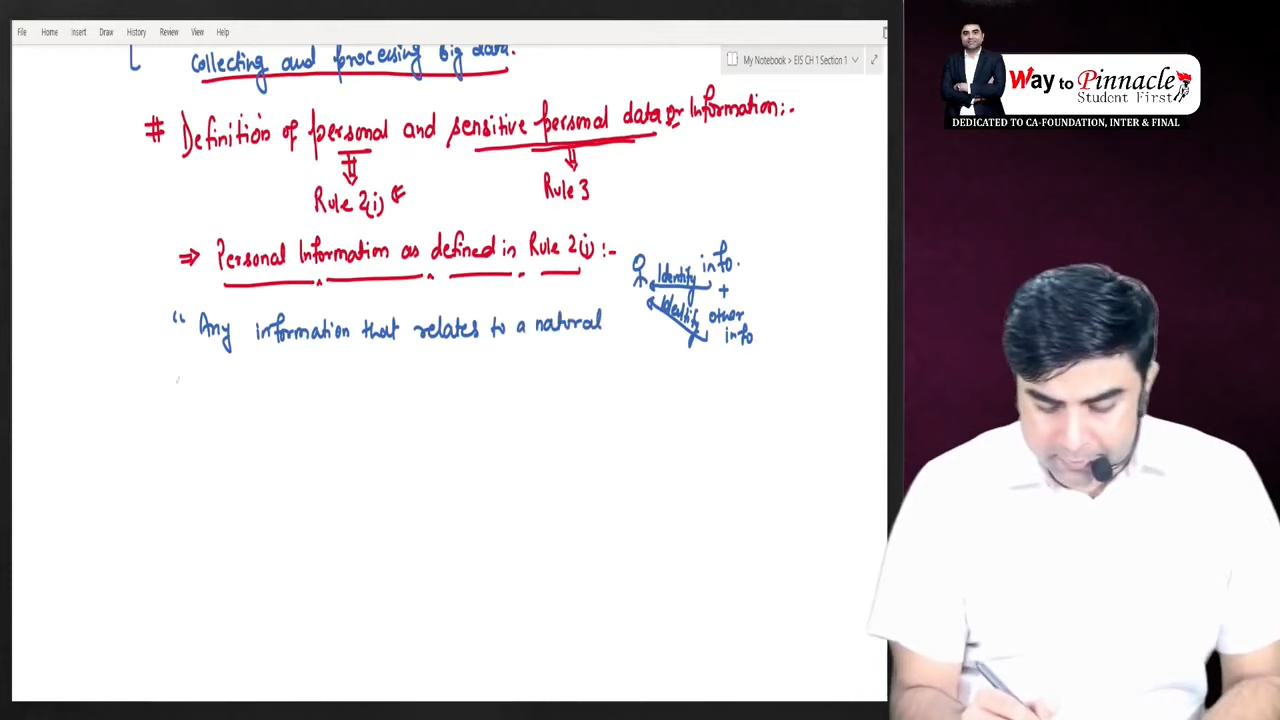 File Home Insert Draw History Review View Help
My Notebook > EIS CH 1 Section 1
Collecting and processing big data.
# Definition of personal and sensitive personal data or Information:-
Rule 2(i)
Rule 3
⇒ Personal Information as defined in Rule 2(i):-
Identify info.
+
Identify other
info
“ Any information that relates to a natural
Way to Pinnacle
Student First
DEDICATED TO CA-FOUNDATION, INTER & FINAL